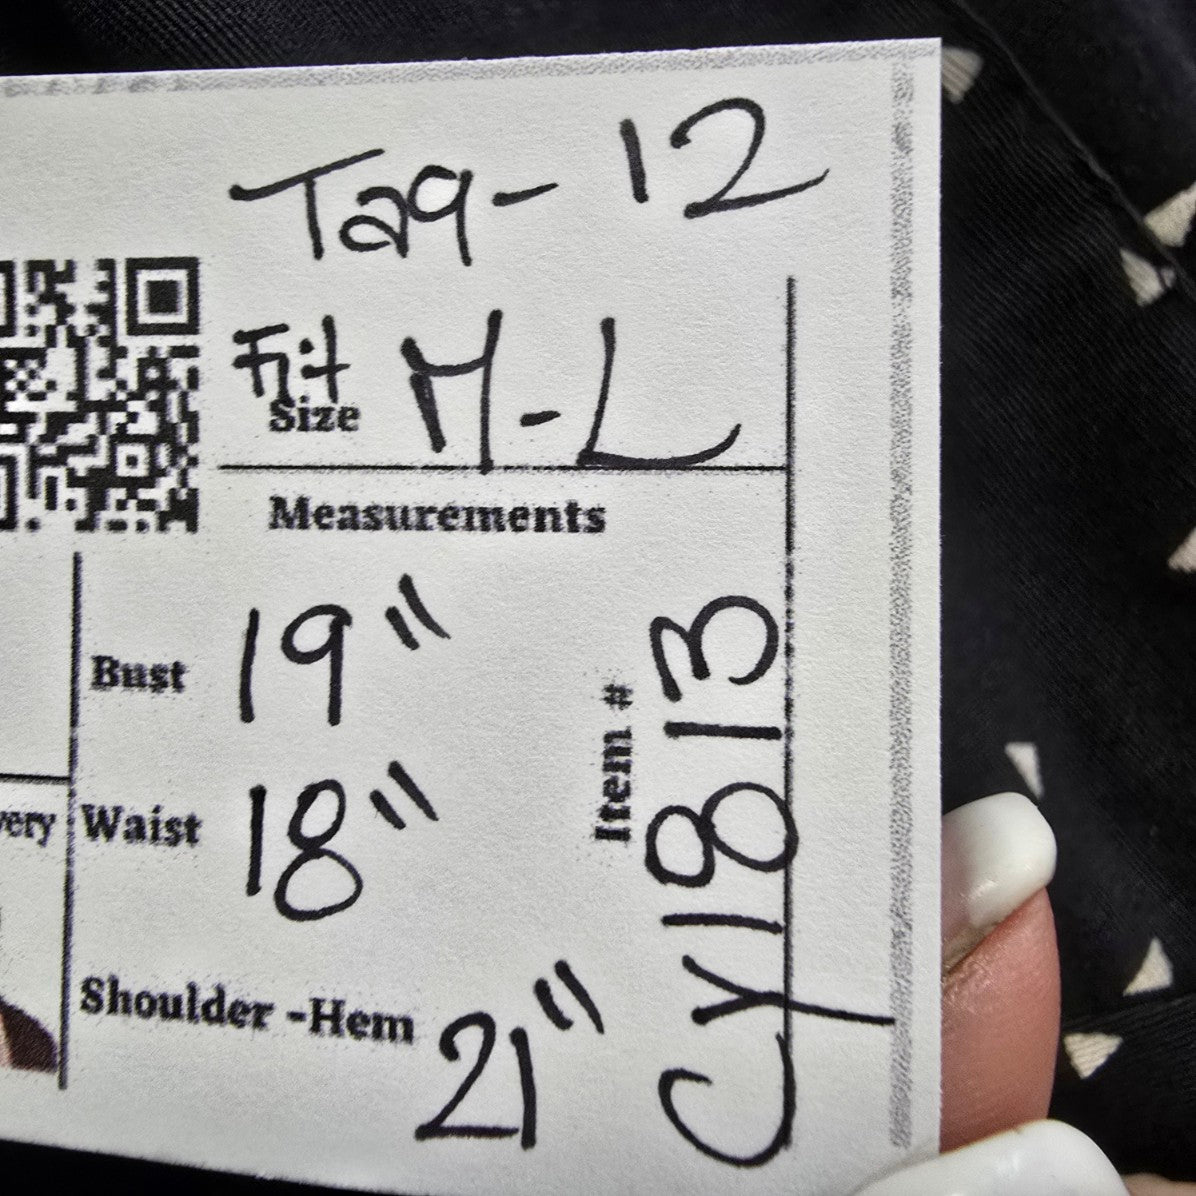 Tag - 12
Fit M - L
Size
Measurements
Bust 19"
Waist 18"
Shoulder -Hem 21"
Item # CY1813
very